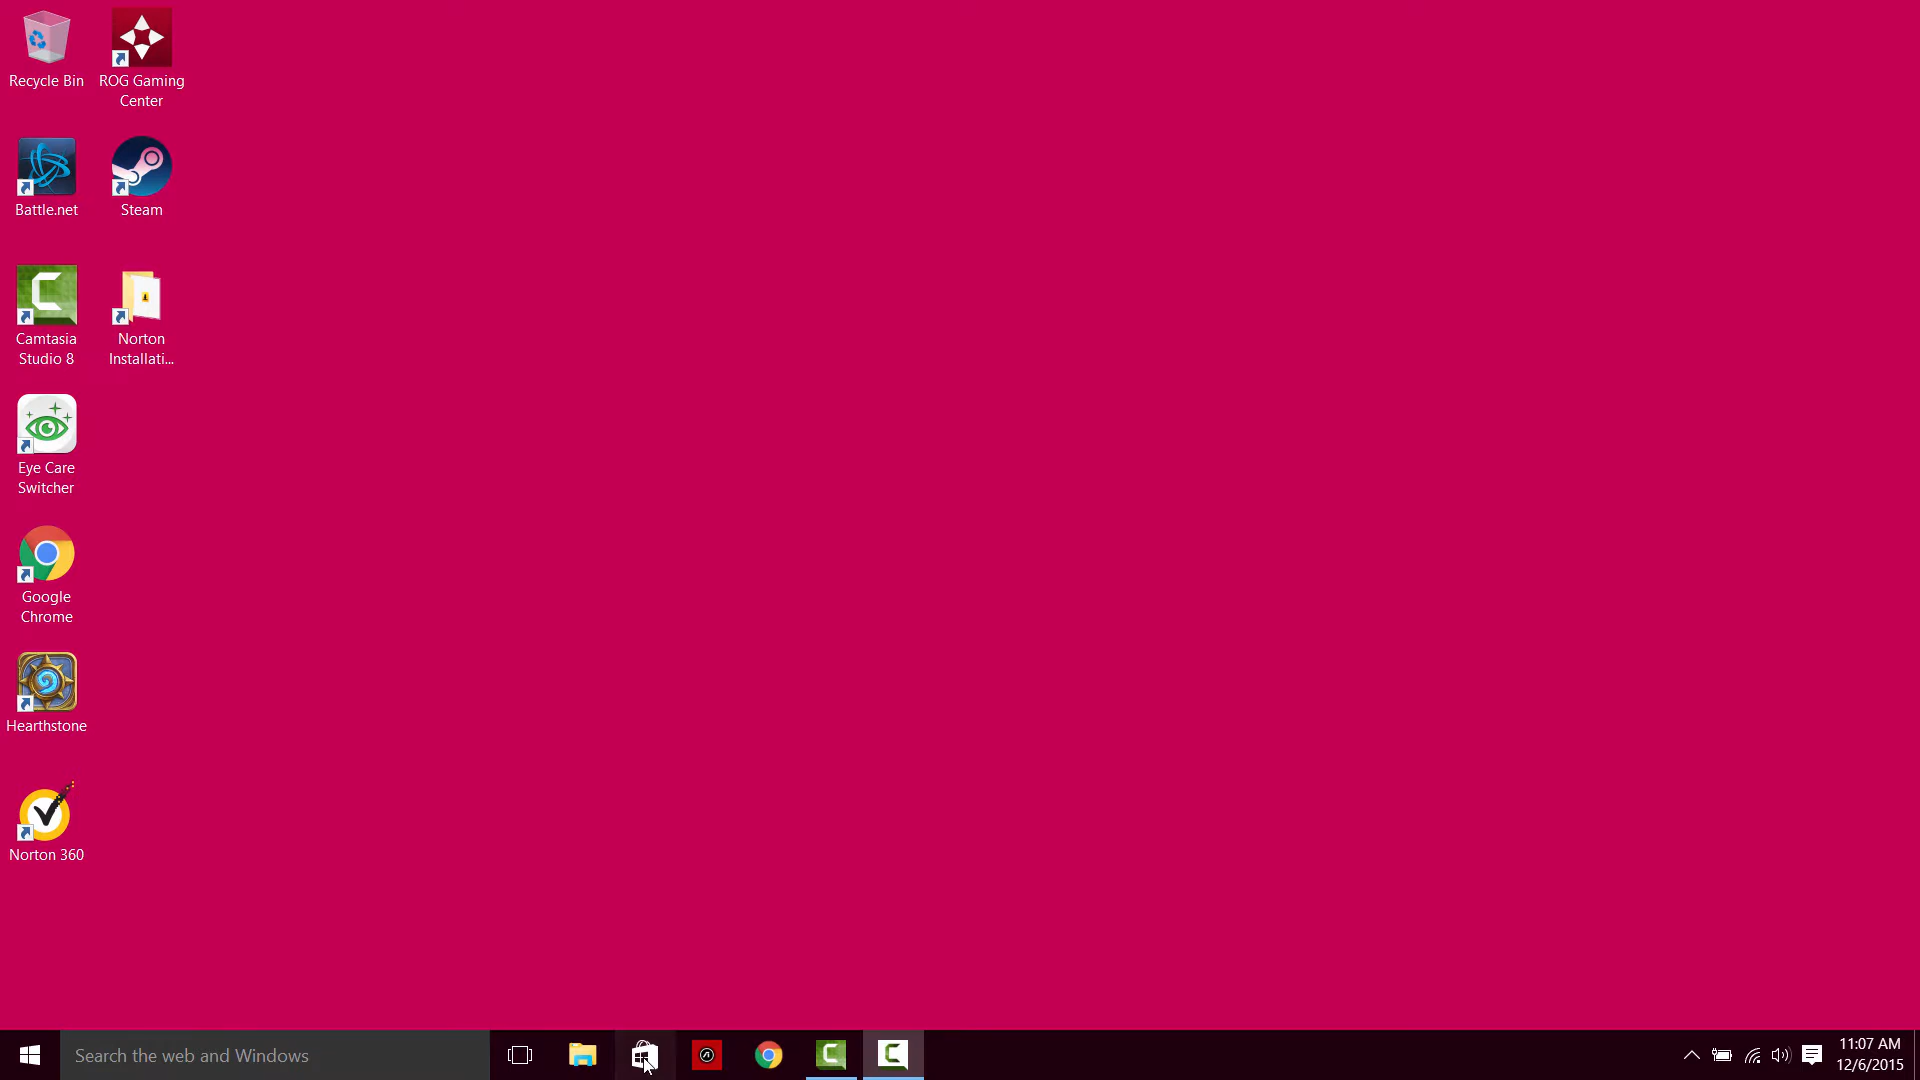 Recycle Bin
ROG Gaming
Center
Battle.net
Steam
Camtasia
Studio 8
Norton
Installati...
Eye Care
Switcher
Google
Chrome
Hearthstone
Norton 360
Search the web and Windows
11:07 AM
12/6/2015